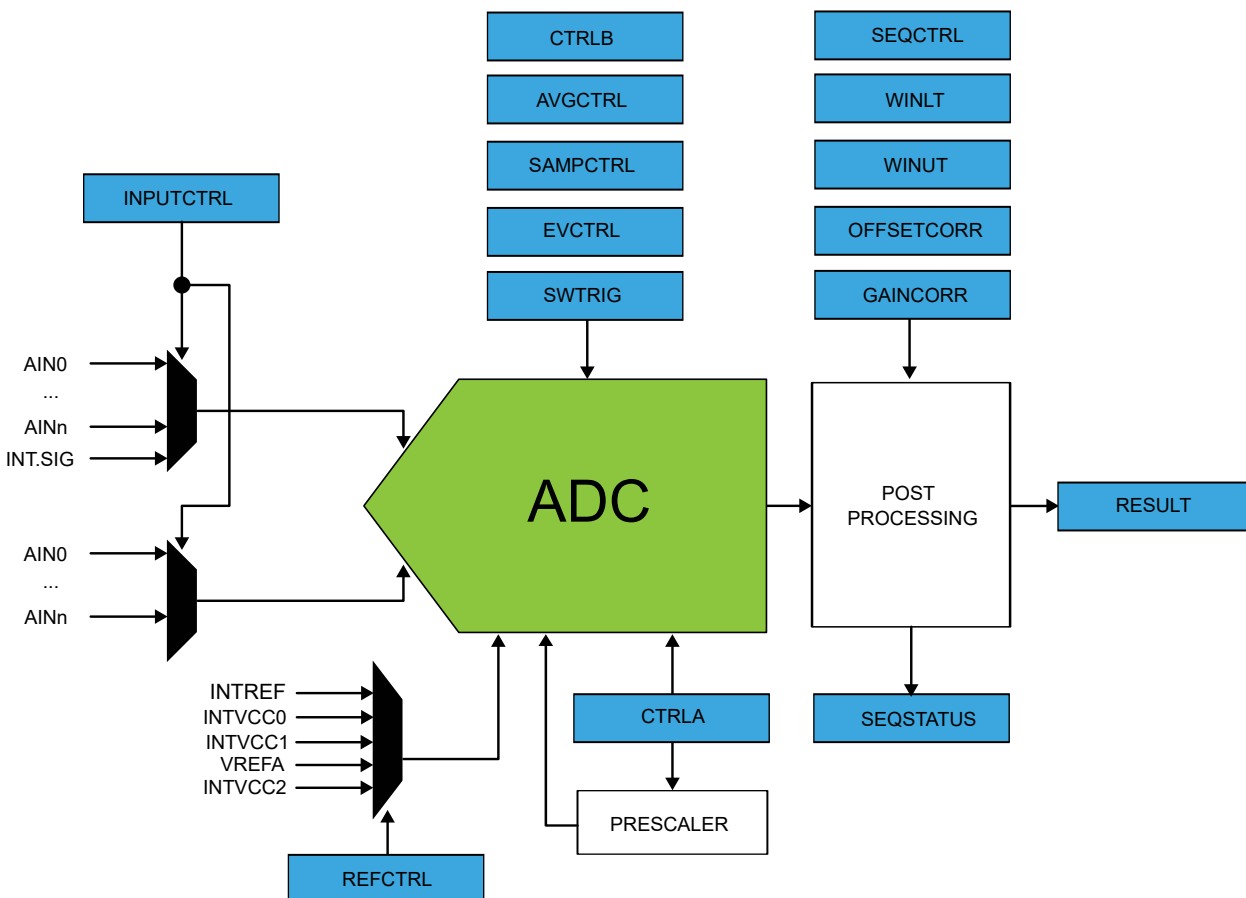 CTRLB
SEQCTRL
AVGCTRL
WINLT
SAMPCTRL
WINUT
INPUTCTRL
EVCTRL
OFFSETCORR
SWTRIG
GAINCORR
AIN0
...
AINn
INT.SIG
ADC
POST
PROCESSING
RESULT
AIN0
...
AINn
INTREF
INTVCC0
INTVCC1
VREFA
INTVCC2
CTRLA
SEQSTATUS
PRESCALER
REFCTRL